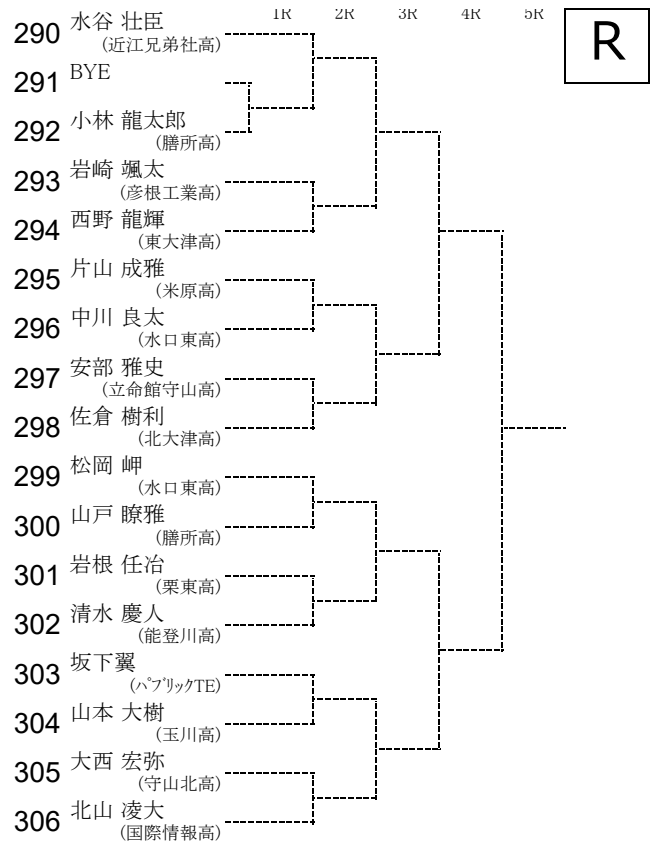 1R 2R 3R 4R 5R
R
290 水谷 壮臣
(近江兄弟社高)
291 BYE
292 小林 龍太郎
(膳所高)
293 岩崎 颯太
(彦根工業高)
294 西野 龍輝
(東大津高)
295 片山 成雅
(米原高)
296 中川 良太
(水口東高)
297 安部 雅史
(立命館守山高)
298 佐倉 樹利
(北大津高)
299 松岡 岬
(水口東高)
300 山戸 瞭雅
(膳所高)
301 岩根 任冶
(栗東高)
302 清水 慶人
(能登川高)
303 坂下翼
(ﾊﾟﾌﾞﾘｯｸTE)
304 山本 大樹
(玉川高)
305 大西 宏弥
(守山北高)
306 北山 凌大
(国際情報高)